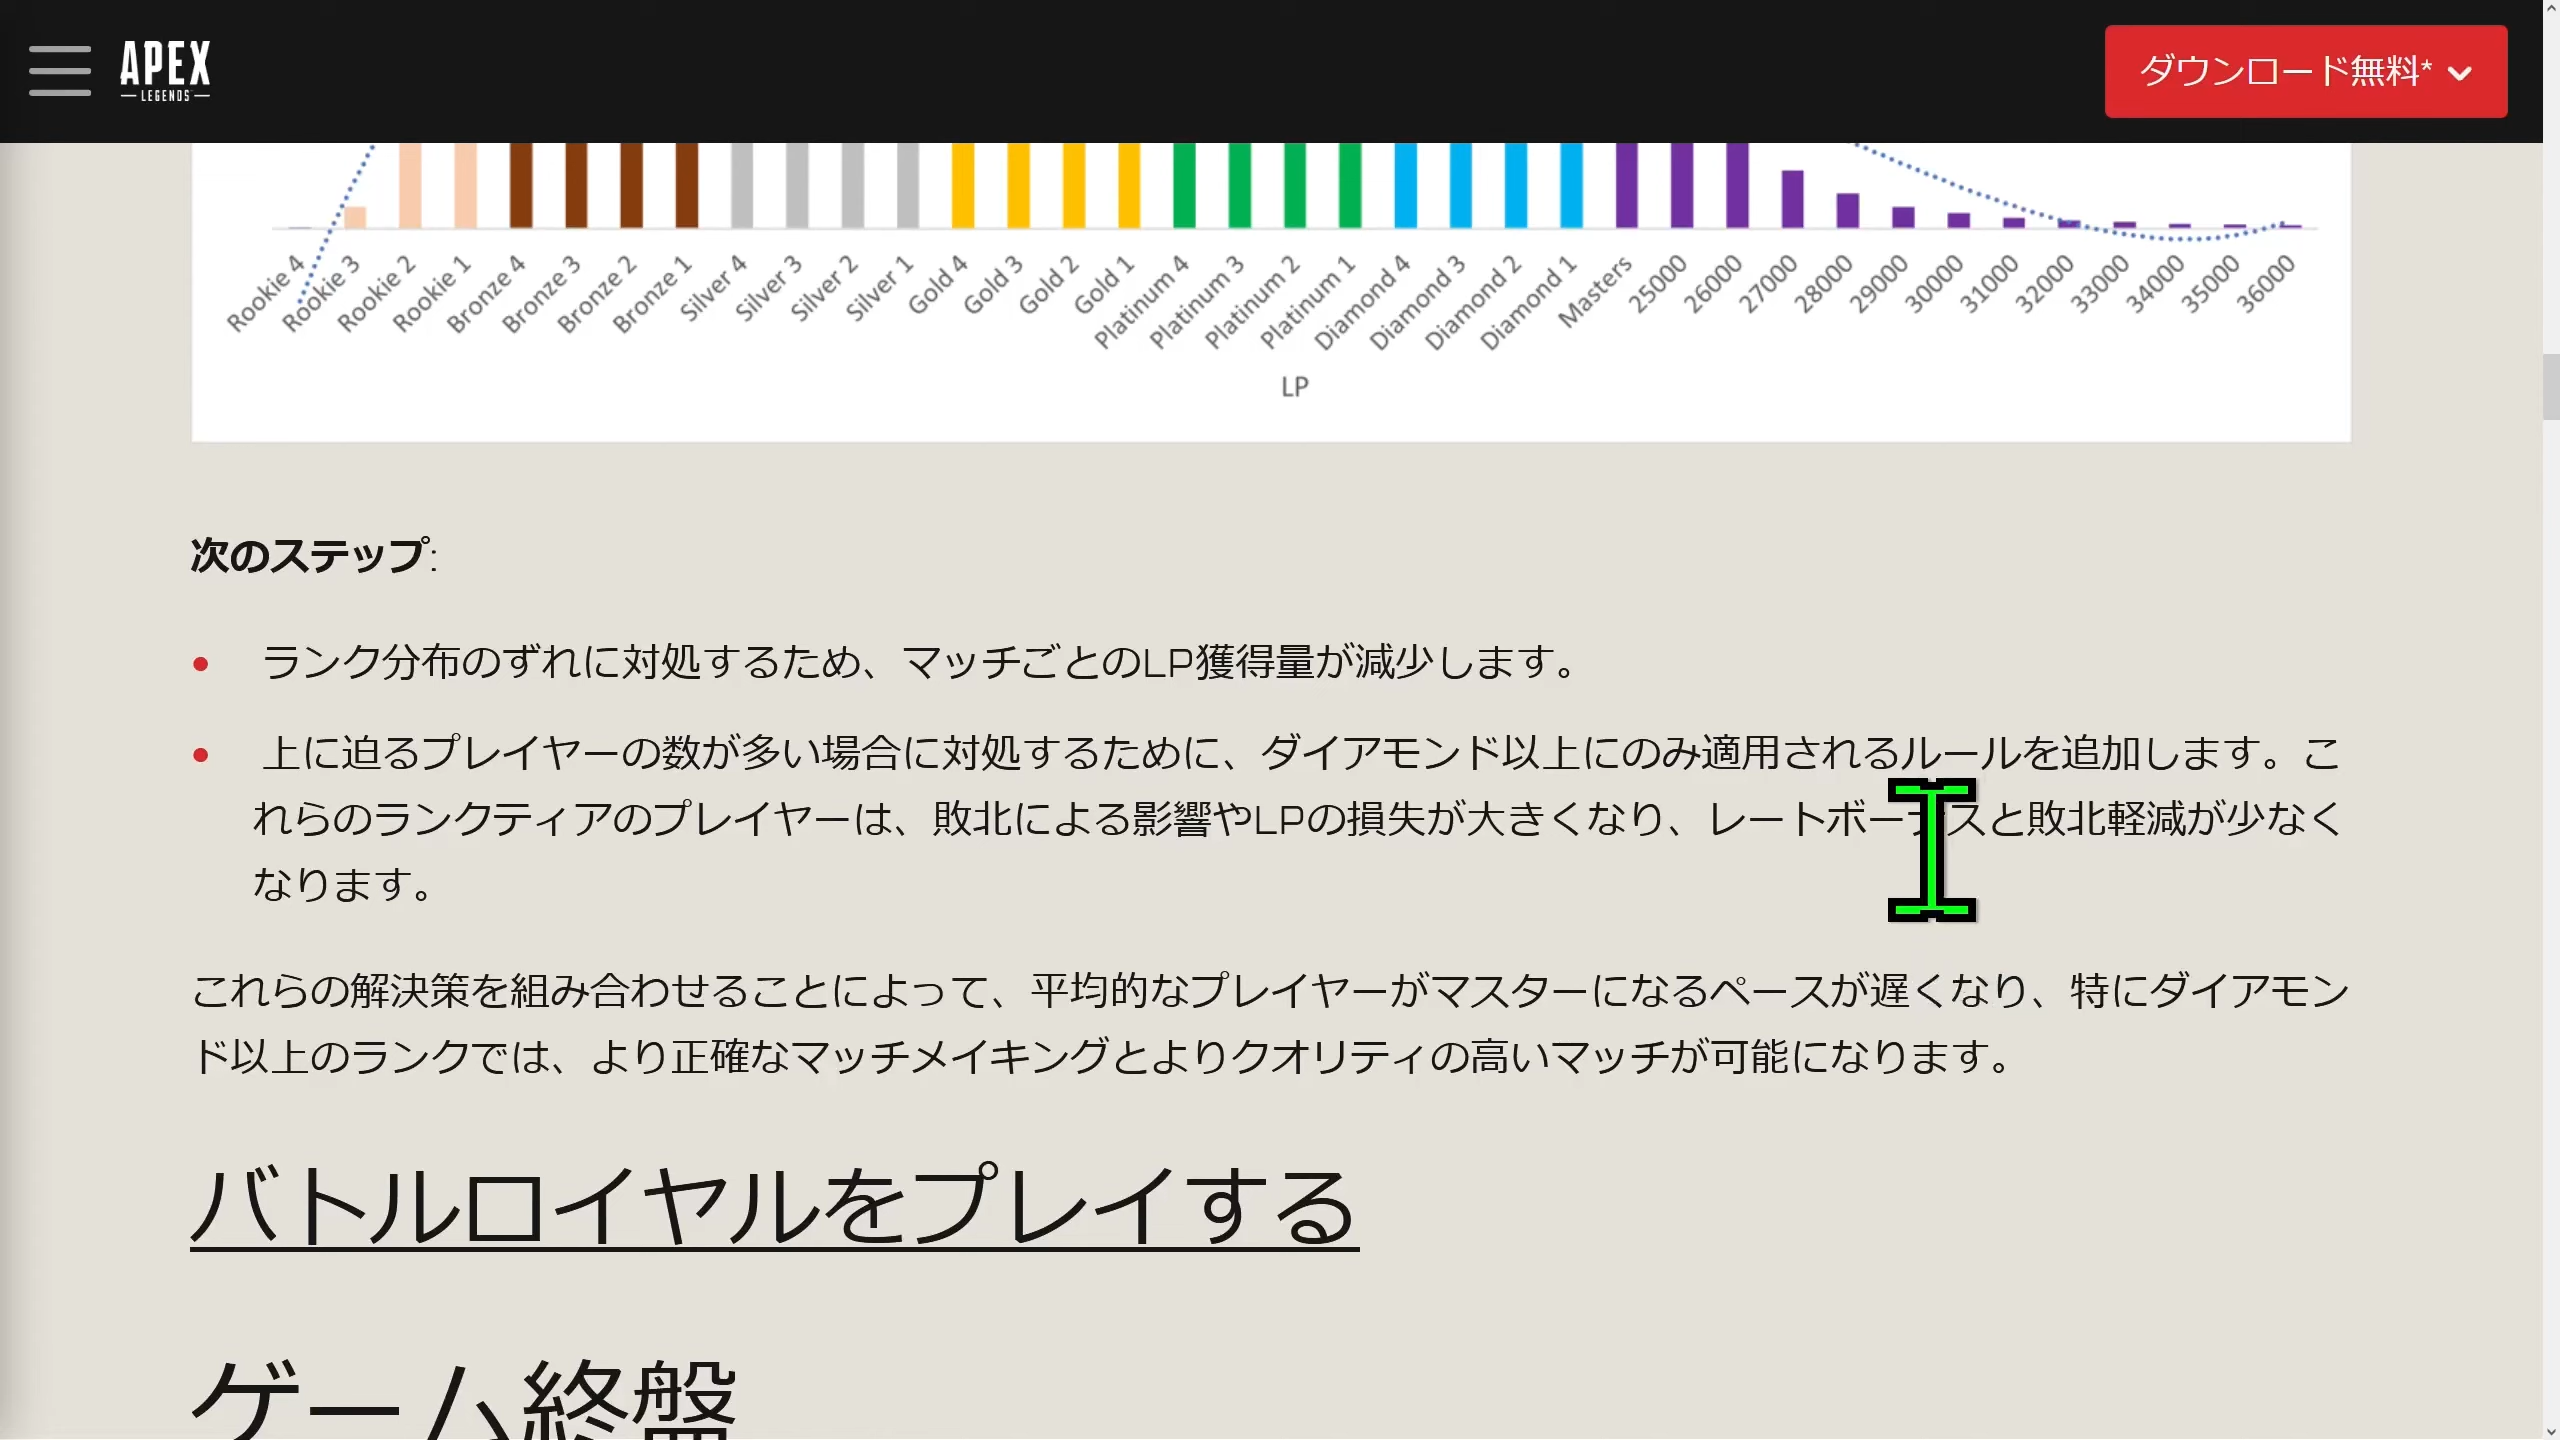 APEX
LEGENDS
ダウンロード無料*
Rookie 4
Rookie 3
Rookie 2
Rookie 1
Bronze 4
Bronze 3
Bronze 2
Bronze 1
Silver 4
Silver 3
Silver 2
Silver 1
Gold 4
Gold 3
Gold 2
Gold 1
Platinum 4
Platinum 3
Platinum 2
Platinum 1
Diamond 4
Diamond 3
Diamond 2
Diamond 1
Masters
25000
26000
27000
28000
29000
30000
31000
32000
33000
34000
35000
36000
LP
次のステップ:
• ランク分布のずれに対処するため、マッチごとのLP獲得量が減少します。
• 上に迫るプレイヤーの数が多い場合に対処するために、ダイアモンド以上にのみ適用されるルールを追加します。こ
れらのランクティアのプレイヤーは、敗北による影響やLPの損失が大きくなり、レートボーナスと敗北軽減が少なく
なります。
これらの解決策を組み合わせることによって、平均的なプレイヤーがマスターになるペースが遅くなり、特にダイアモン
ド以上のランクでは、より正確なマッチメイキングとよりクオリティの高いマッチが可能になります。
バトルロイヤルをプレイする
ゲーム終盤